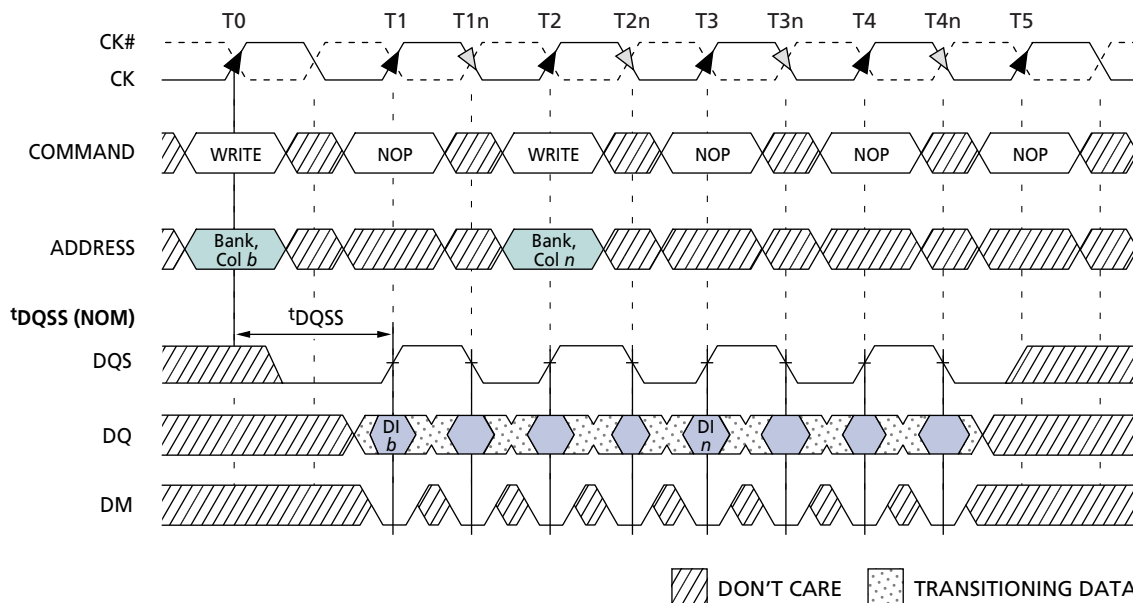 T0 T1 T1n T2 T2n T3 T3n T4 T4n T5
CK#
CK
COMMAND WRITE NOP WRITE NOP NOP NOP
ADDRESS Bank, Col b Bank, Col n
tDQSS (NOM) tDQSS
DQS
DQ DI b DI n
DM
DON'T CARE TRANSITIONING DATA